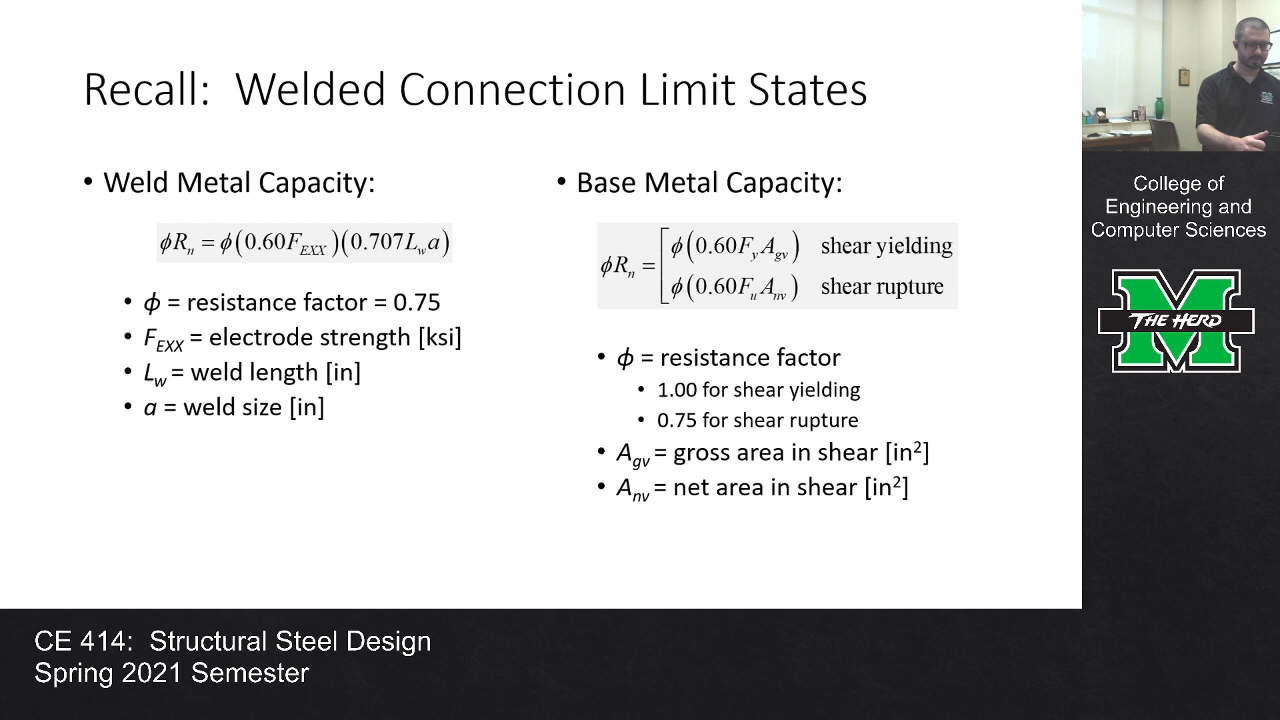 Recall: Welded Connection Limit States
• Weld Metal Capacity:
ϕRₙ = ϕ(0.60F_EXX)(0.707L_w a)
• ϕ = resistance factor = 0.75
• F_EXX = electrode strength [ksi]
• L_w = weld length [in]
• a = weld size [in]
• Base Metal Capacity:
ϕRₙ = [ϕ(0.60F_y A_gv) shear yielding
ϕ(0.60F_u A_nv) shear rupture
• ϕ = resistance factor
• 1.00 for shear yielding
• 0.75 for shear rupture
• A_gv = gross area in shear [in²]
• A_nv = net area in shear [in²]
College of
Engineering and
Computer Sciences
M
THE HERD
CE 414: Structural Steel Design
Spring 2021 Semester